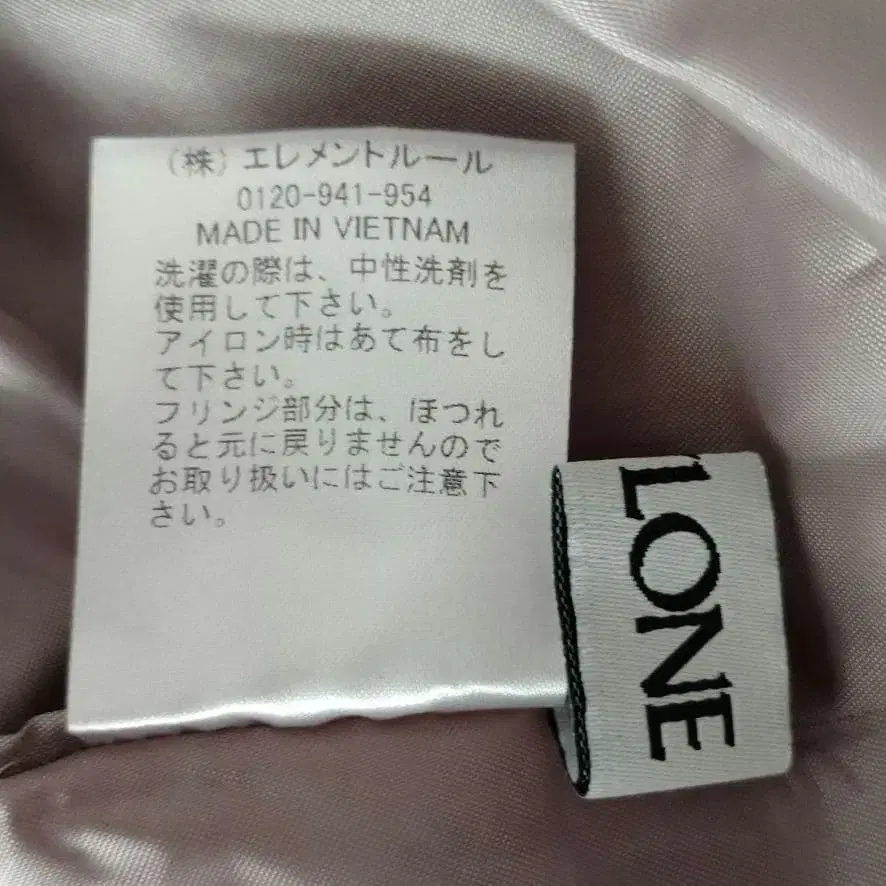 (株)エレメントルール
0120-941-954
MADE IN VIETNAM
洗濯の際は、中性洗剤を
使用して下さい。
アイロン時はあて布をし
て下さい。
フリンジ部分は、ほつれ
ると元に戻りませんので
お取り扱いにはご注意下
さい。
LONE